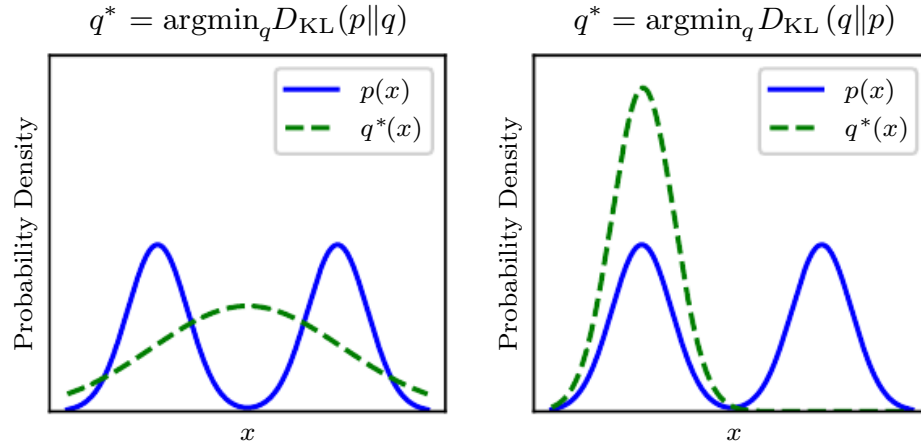 q* = argmin_q D_KL(p‖q)
p(x)
q*(x)
Probability Density
x
q* = argmin_q D_KL(q‖p)
p(x)
q*(x)
Probability Density
x